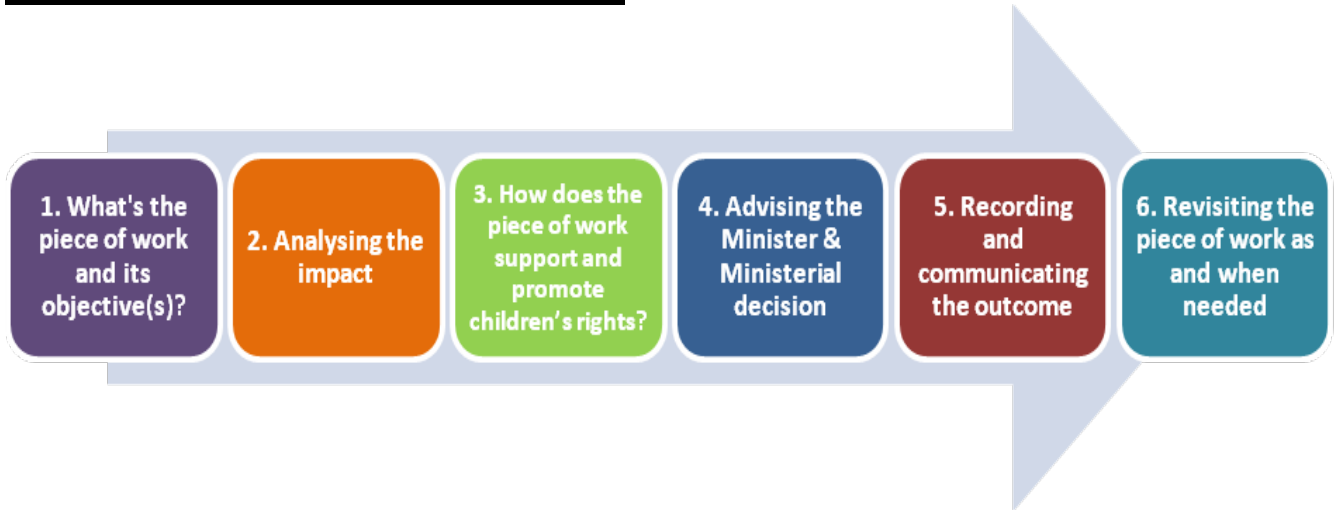 1. What's the
piece of work
and its
objective(s)?
2. Analysing the
impact
3. How does the
piece of work
support and
promote
children’s rights?
4. Advising the
Minister &
Ministerial
decision
5. Recording
and
communicating
the outcome
6. Revisiting the
piece of work as
and when
needed